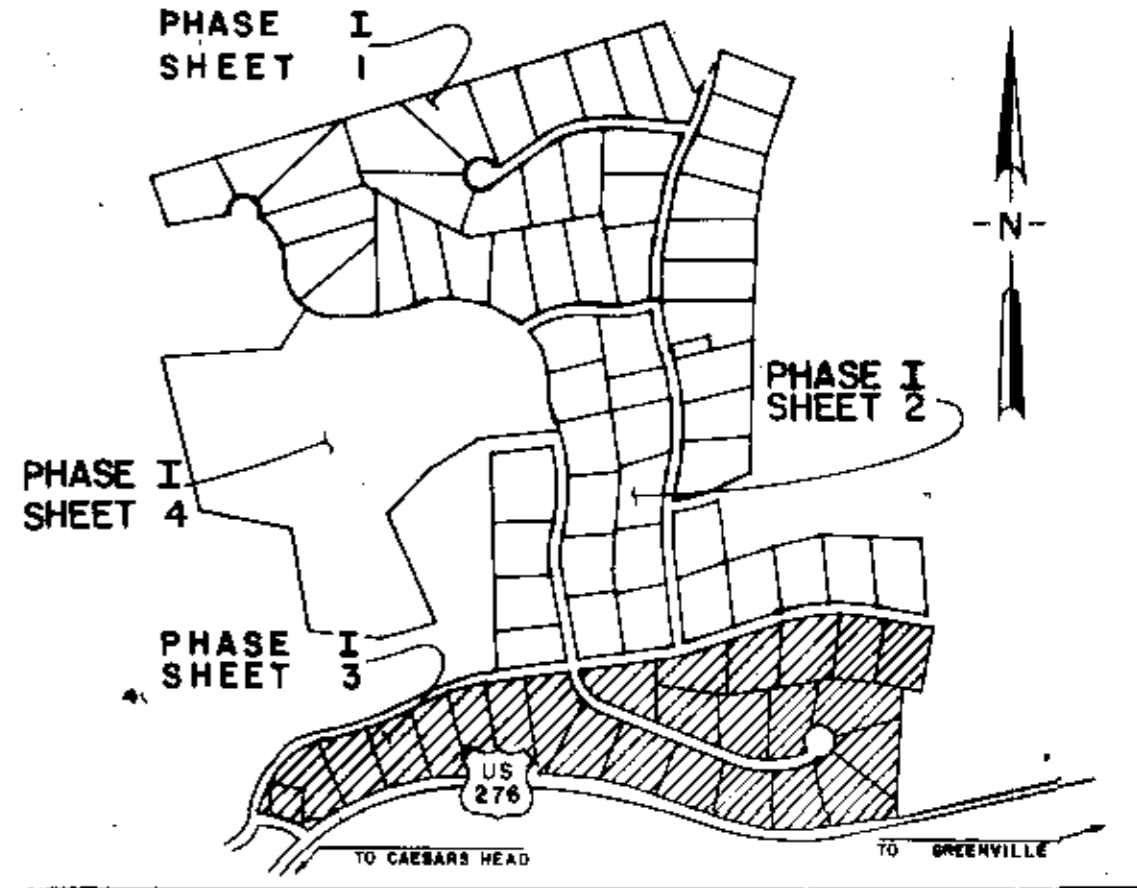 PHASE I
SHEET 1
-N-
PHASE I
SHEET 2
PHASE I
SHEET 4
PHASE I
SHEET 3
US
276
TO CAESARS HEAD
TO GREENVILLE